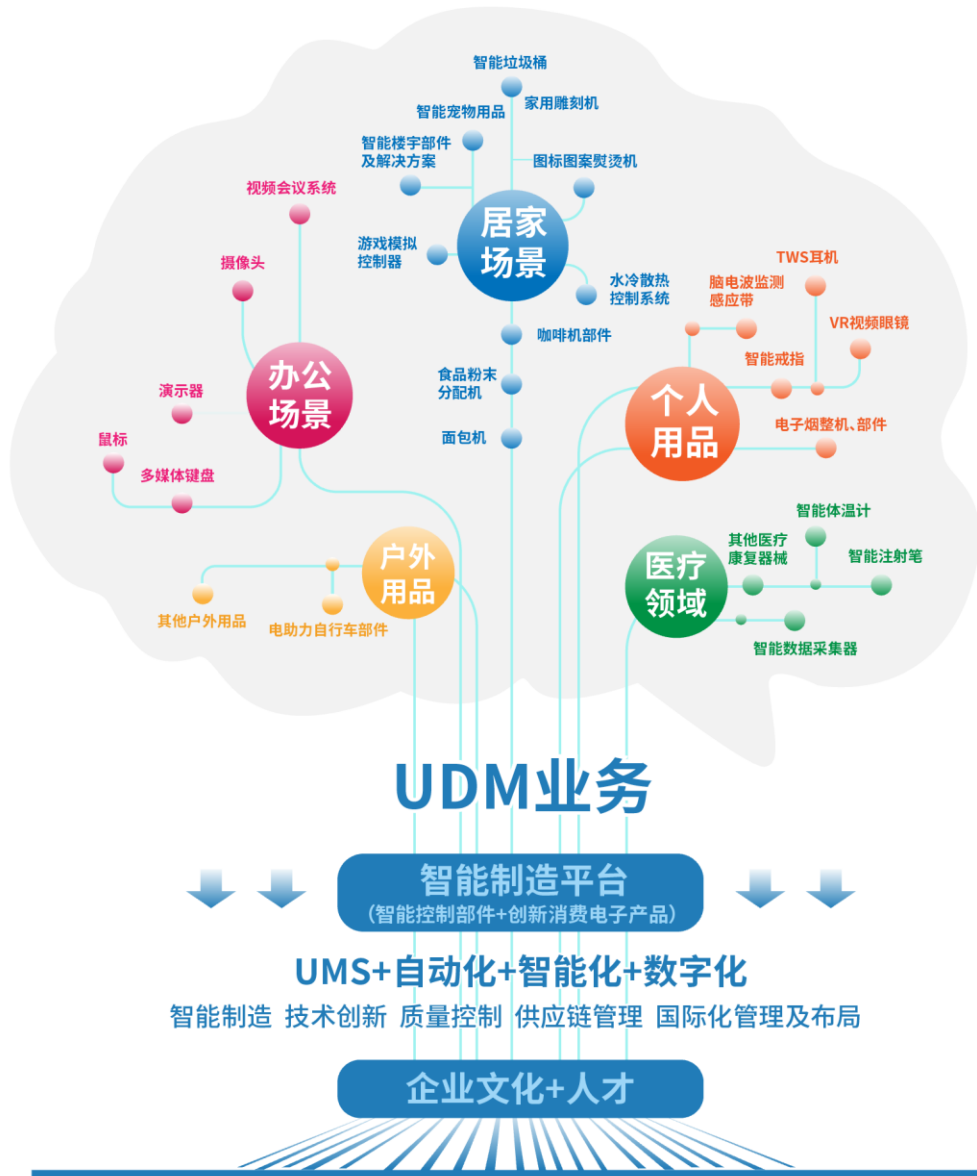 智能垃圾桶
家用雕刻机
智能宠物用品
智能楼宇部件
及解决方案
图标图案熨烫机
视频会议系统
居家
场景
游戏模拟
控制器
摄像头
水冷散热
控制系统
TWS耳机
脑电波监测
感应带
VR视频眼镜
咖啡机部件
智能戒指
办公
场景
食品粉末
分配机
演示器
个人
用品
电子烟整机、部件
面包机
鼠标
多媒体键盘
智能体温计
其他医疗
康复器械
智能注射笔
户外
用品
医疗
领域
其他户外用品
电助力自行车部件
智能数据采集器
UDM业务
智能制造平台
(智能控制部件+创新消费电子产品)
UMS+自动化+智能化+数字化
智能制造 技术创新 质量控制 供应链管理 国际化管理及布局
企业文化+人才